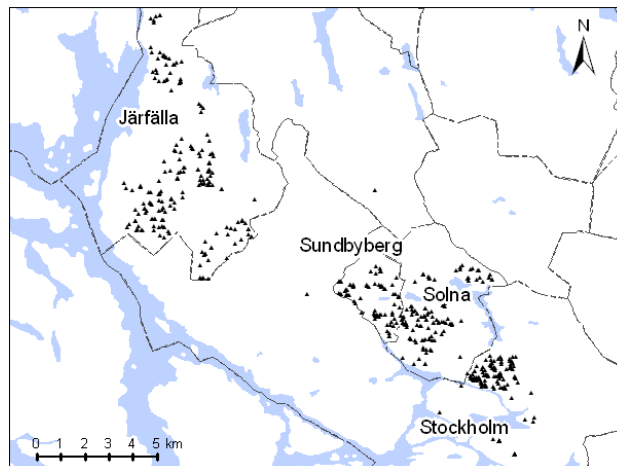 N
Järfälla
Sundbyberg
Solna
Stockholm
0 1 2 3 4 5 km